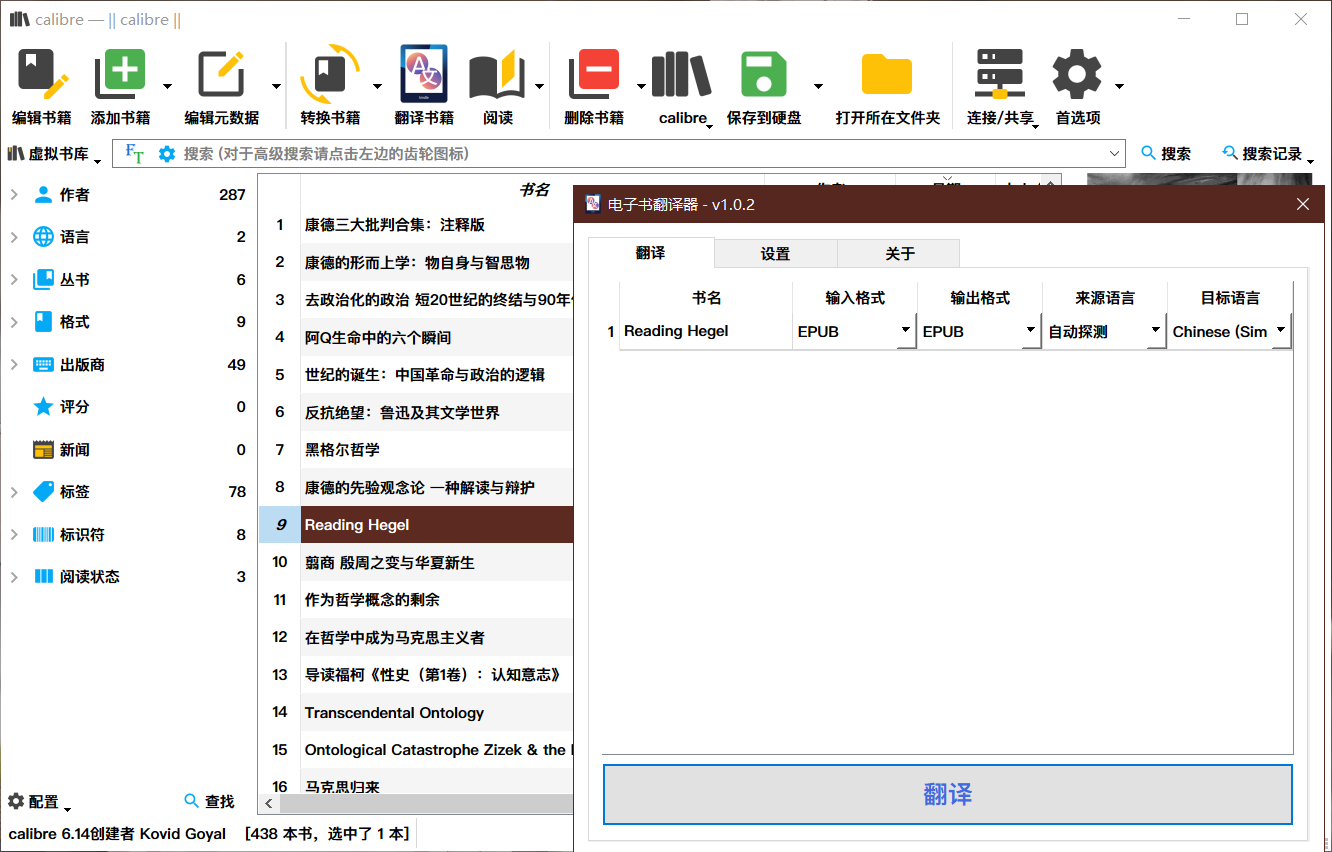 calibre — || calibre ||
编辑书籍 添加书籍 编辑元数据 转换书籍 翻译书籍 阅读 删除书籍 calibre 保存到硬盘 打开所在文件夹 连接/共享 首选项
虚拟书库 FT 搜索 (对于高级搜索请点击左边的齿轮图标) 搜索 搜索记录
作者 287
语言 2
丛书 6
格式 9
出版商 49
评分 0
新闻 0
标签 78
标识符 8
阅读状态 3
配置 查找
书名
1 康德三大批判合集：注释版
2 康德的形而上学：物自身与智思物
3 去政治化的政治 短20世纪的终结与90年
4 阿Q生命中的六个瞬间
5 世纪的诞生：中国革命与政治的逻辑
6 反抗绝望：鲁迅及其文学世界
7 黑格尔哲学
8 康德的先验观念论 一种解读与辩护
9 Reading Hegel
10 翦商 殷周之变与华夏新生
11 作为哲学概念的剩余
12 在哲学中成为马克思主义者
13 导读福柯《性史（第1卷）：认知意志》
14 Transcendental Ontology
15 Ontological Catastrophe Zizek & the
16 马克思归来
电子书翻译器 - v1.0.2
翻译 设置 关于
书名 输入格式 输出格式 来源语言 目标语言
1 Reading Hegel EPUB EPUB 自动探测 Chinese (Sim
翻译
calibre 6.14创建者 Kovid Goyal [438 本书，选中了 1 本]